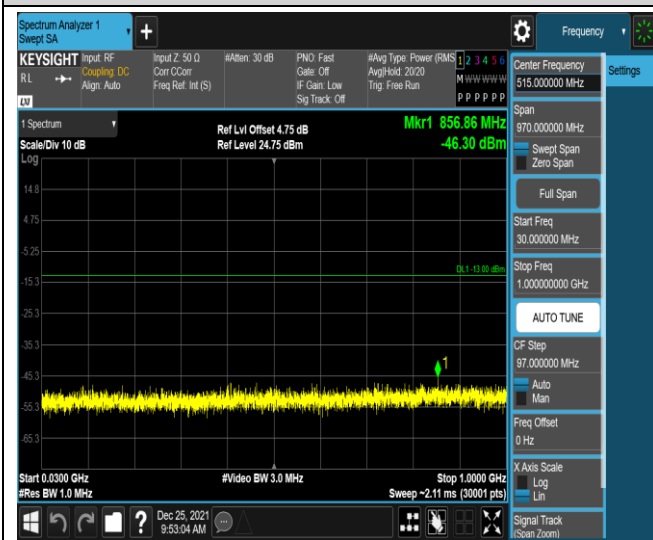 Spectrum Analyzer 1
Swept SA
+
Frequency
KEYSIGHT
RL
LXI
Input: RF
Coupling: DC
Align: Auto
Input Z: 50 Ω
Corr CCorr
Freq Ref: Int (S)
#Atten: 30 dB
PNO: Fast
Gate: Off
IF Gain: Low
Sig Track: Off
#Avg Type: Power (RMS
Avg|Hold: 20/20
Trig: Free Run
1 2 3 4 5 6
M W W W W W
P P P P P P
Center Frequency
515.000000 MHz
Settings
1 Spectrum
Scale/Div 10 dB
Ref Lvl Offset 4.75 dB
Ref Level 24.75 dBm
Mkr1 856.86 MHz
-46.30 dBm
Span
970.000000 MHz
Swept Span
Zero Span
Full Span
Start Freq
30.000000 MHz
Stop Freq
1.000000000 GHz
AUTO TUNE
CF Step
97.000000 MHz
Auto
Man
Freq Offset
0 Hz
X Axis Scale
Log
Lin
Signal Track
(Span Zoom)
Log
14.8
4.75
-5.25
-15.3
-25.3
-35.3
-45.3
-55.3
-65.3
DL1 -13.00 dBm
1
Start 0.0300 GHz
#Res BW 1.0 MHz
#Video BW 3.0 MHz
Stop 1.0000 GHz
Sweep ~2.11 ms (30001 pts)
?
Dec 25, 2021
9:53:04 AM